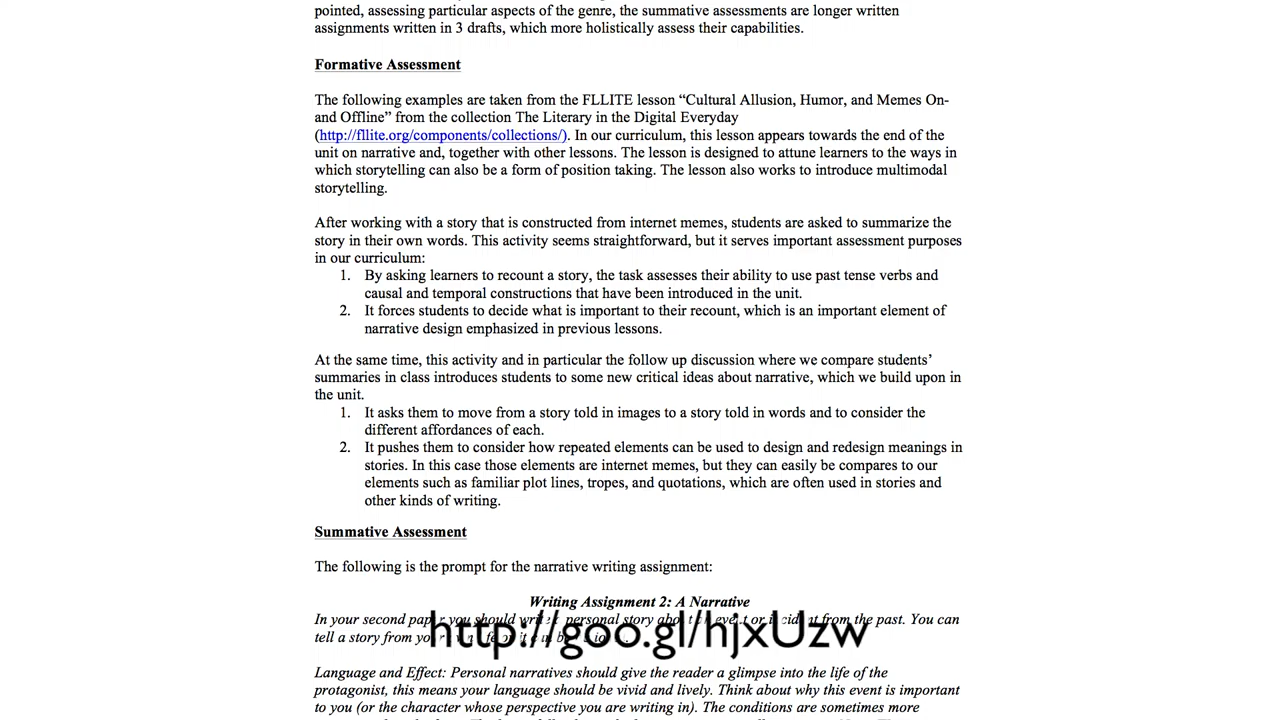 pointed, assessing particular aspects of the genre, the summative assessments are longer written
assignments written in 3 drafts, which more holistically assess their capabilities.
Formative Assessment
The following examples are taken from the FLLITE lesson “Cultural Allusion, Humor, and Memes On-
and Offline” from the collection The Literary in the Digital Everyday
(http://fllite.org/components/collections/). In our curriculum, this lesson appears towards the end of the
unit on narrative and, together with other lessons. The lesson is designed to attune learners to the ways in
which storytelling can also be a form of position taking. The lesson also works to introduce multimodal
storytelling.
After working with a story that is constructed from internet memes, students are asked to summarize the
story in their own words. This activity seems straightforward, but it serves important assessment purposes
in our curriculum:
1. By asking learners to recount a story, the task assesses their ability to use past tense verbs and
causal and temporal constructions that have been introduced in the unit.
2. It forces students to decide what is important to their recount, which is an important element of
narrative design emphasized in previous lessons.
At the same time, this activity and in particular the follow up discussion where we compare students’
summaries in class introduces students to some new critical ideas about narrative, which we build upon in
the unit.
1. It asks them to move from a story told in images to a story told in words and to consider the
different affordances of each.
2. It pushes them to consider how repeated elements can be used to design and redesign meanings in
stories. In this case those elements are internet memes, but they can easily be compares to our
elements such as familiar plot lines, tropes, and quotations, which are often used in stories and
other kinds of writing.
Summative Assessment
The following is the prompt for the narrative writing assignment:
Writing Assignment 2: A Narrative
In your second paper you should write personal story about event or incident from the past. You can
tell a story from
http://goo.gl/hjxUzw
Language and Effect: Personal narratives should give the reader a glimpse into the life of the
protagonist, this means your language should be vivid and lively. Think about why this event is important
to you (or the character whose perspective you are writing in). The conditions are sometimes more